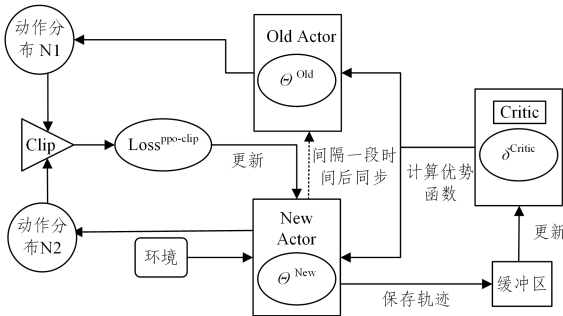 动作分
布 N1
Old Actor
Θ Old
Critic
δ Critic
Clip
Loss ppo-clip
更新
间隔一段时
间后同步
计算优势
函数
动作分
布N2
New
Actor
Θ New
环境
更新
保存轨迹
缓冲区